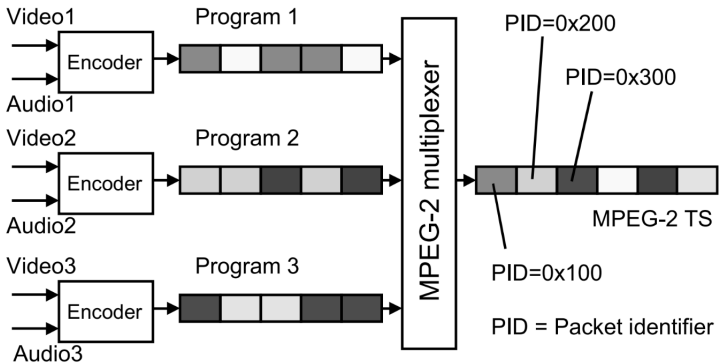 Video1
Program 1
Encoder
Audio1
Video2
Program 2
Encoder
Audio2
Video3
Program 3
Encoder
Audio3
MPEG-2 multiplexer
PID=0x200
PID=0x300
MPEG-2 TS
PID=0x100
PID = Packet identifier